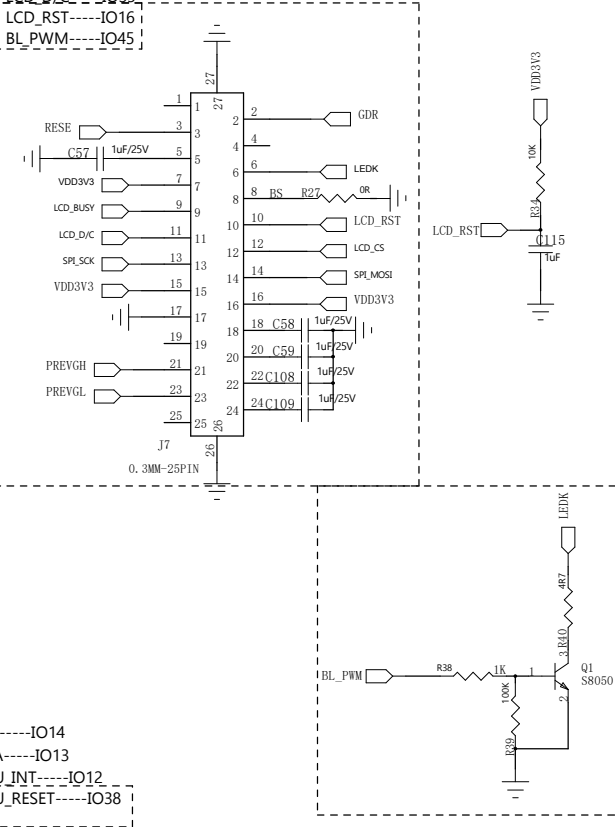 LCD_RST-----IO16
BL_PWM-----IO45
27
27
1
1
2
2
GDR
RESE
3
3
4
4
C57
1uF/25V
5
5
6
6
LEDK
VDD3V3
7
7
8
8
BS
R27
0R
LCD_BUSY
9
9
10
10
LCD_RST
LCD_D/C
11
11
12
12
LCD_CS
SPI_SCK
13
13
14
14
SPI_MOSI
VDD3V3
15
15
16
16
VDD3V3
17
17
18
18
C58
1uF/25V
19
19
20
20
C59
1uF/25V
PREVGH
21
21
22
22
C108
1uF/25V
PREVGL
23
23
24
24
C109
1uF/25V
25
25
26
26
J7
0.3MM-25PIN
VDD3V3
10K
R34
LCD_RST
C115
1uF
LEDK
4R7
R40
3
BL_PWM
R38
1K
1
Q1
S8050
2
100K
R39
-----IO14
A-----IO13
U_INT-----IO12
U_RESET-----IO38